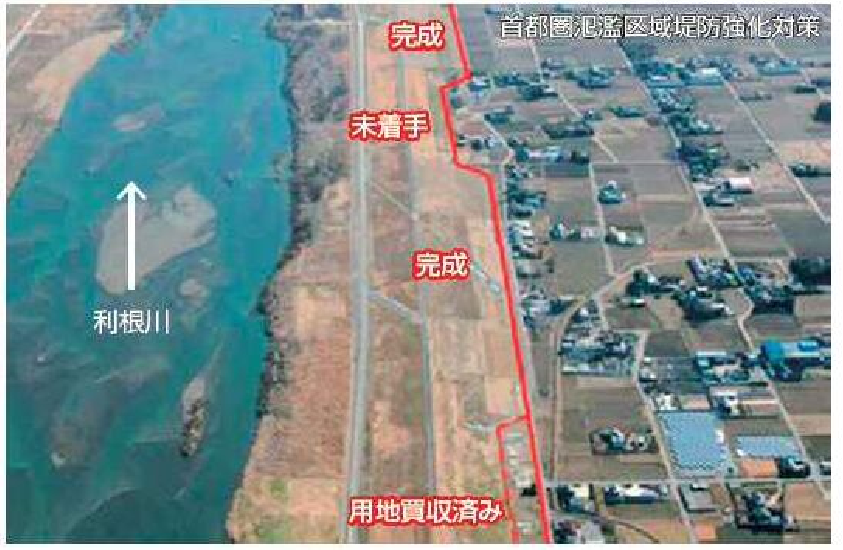 首都圏氾濫区域堤防強化対策
完成
未着手
完成
利根川
用地買収済み